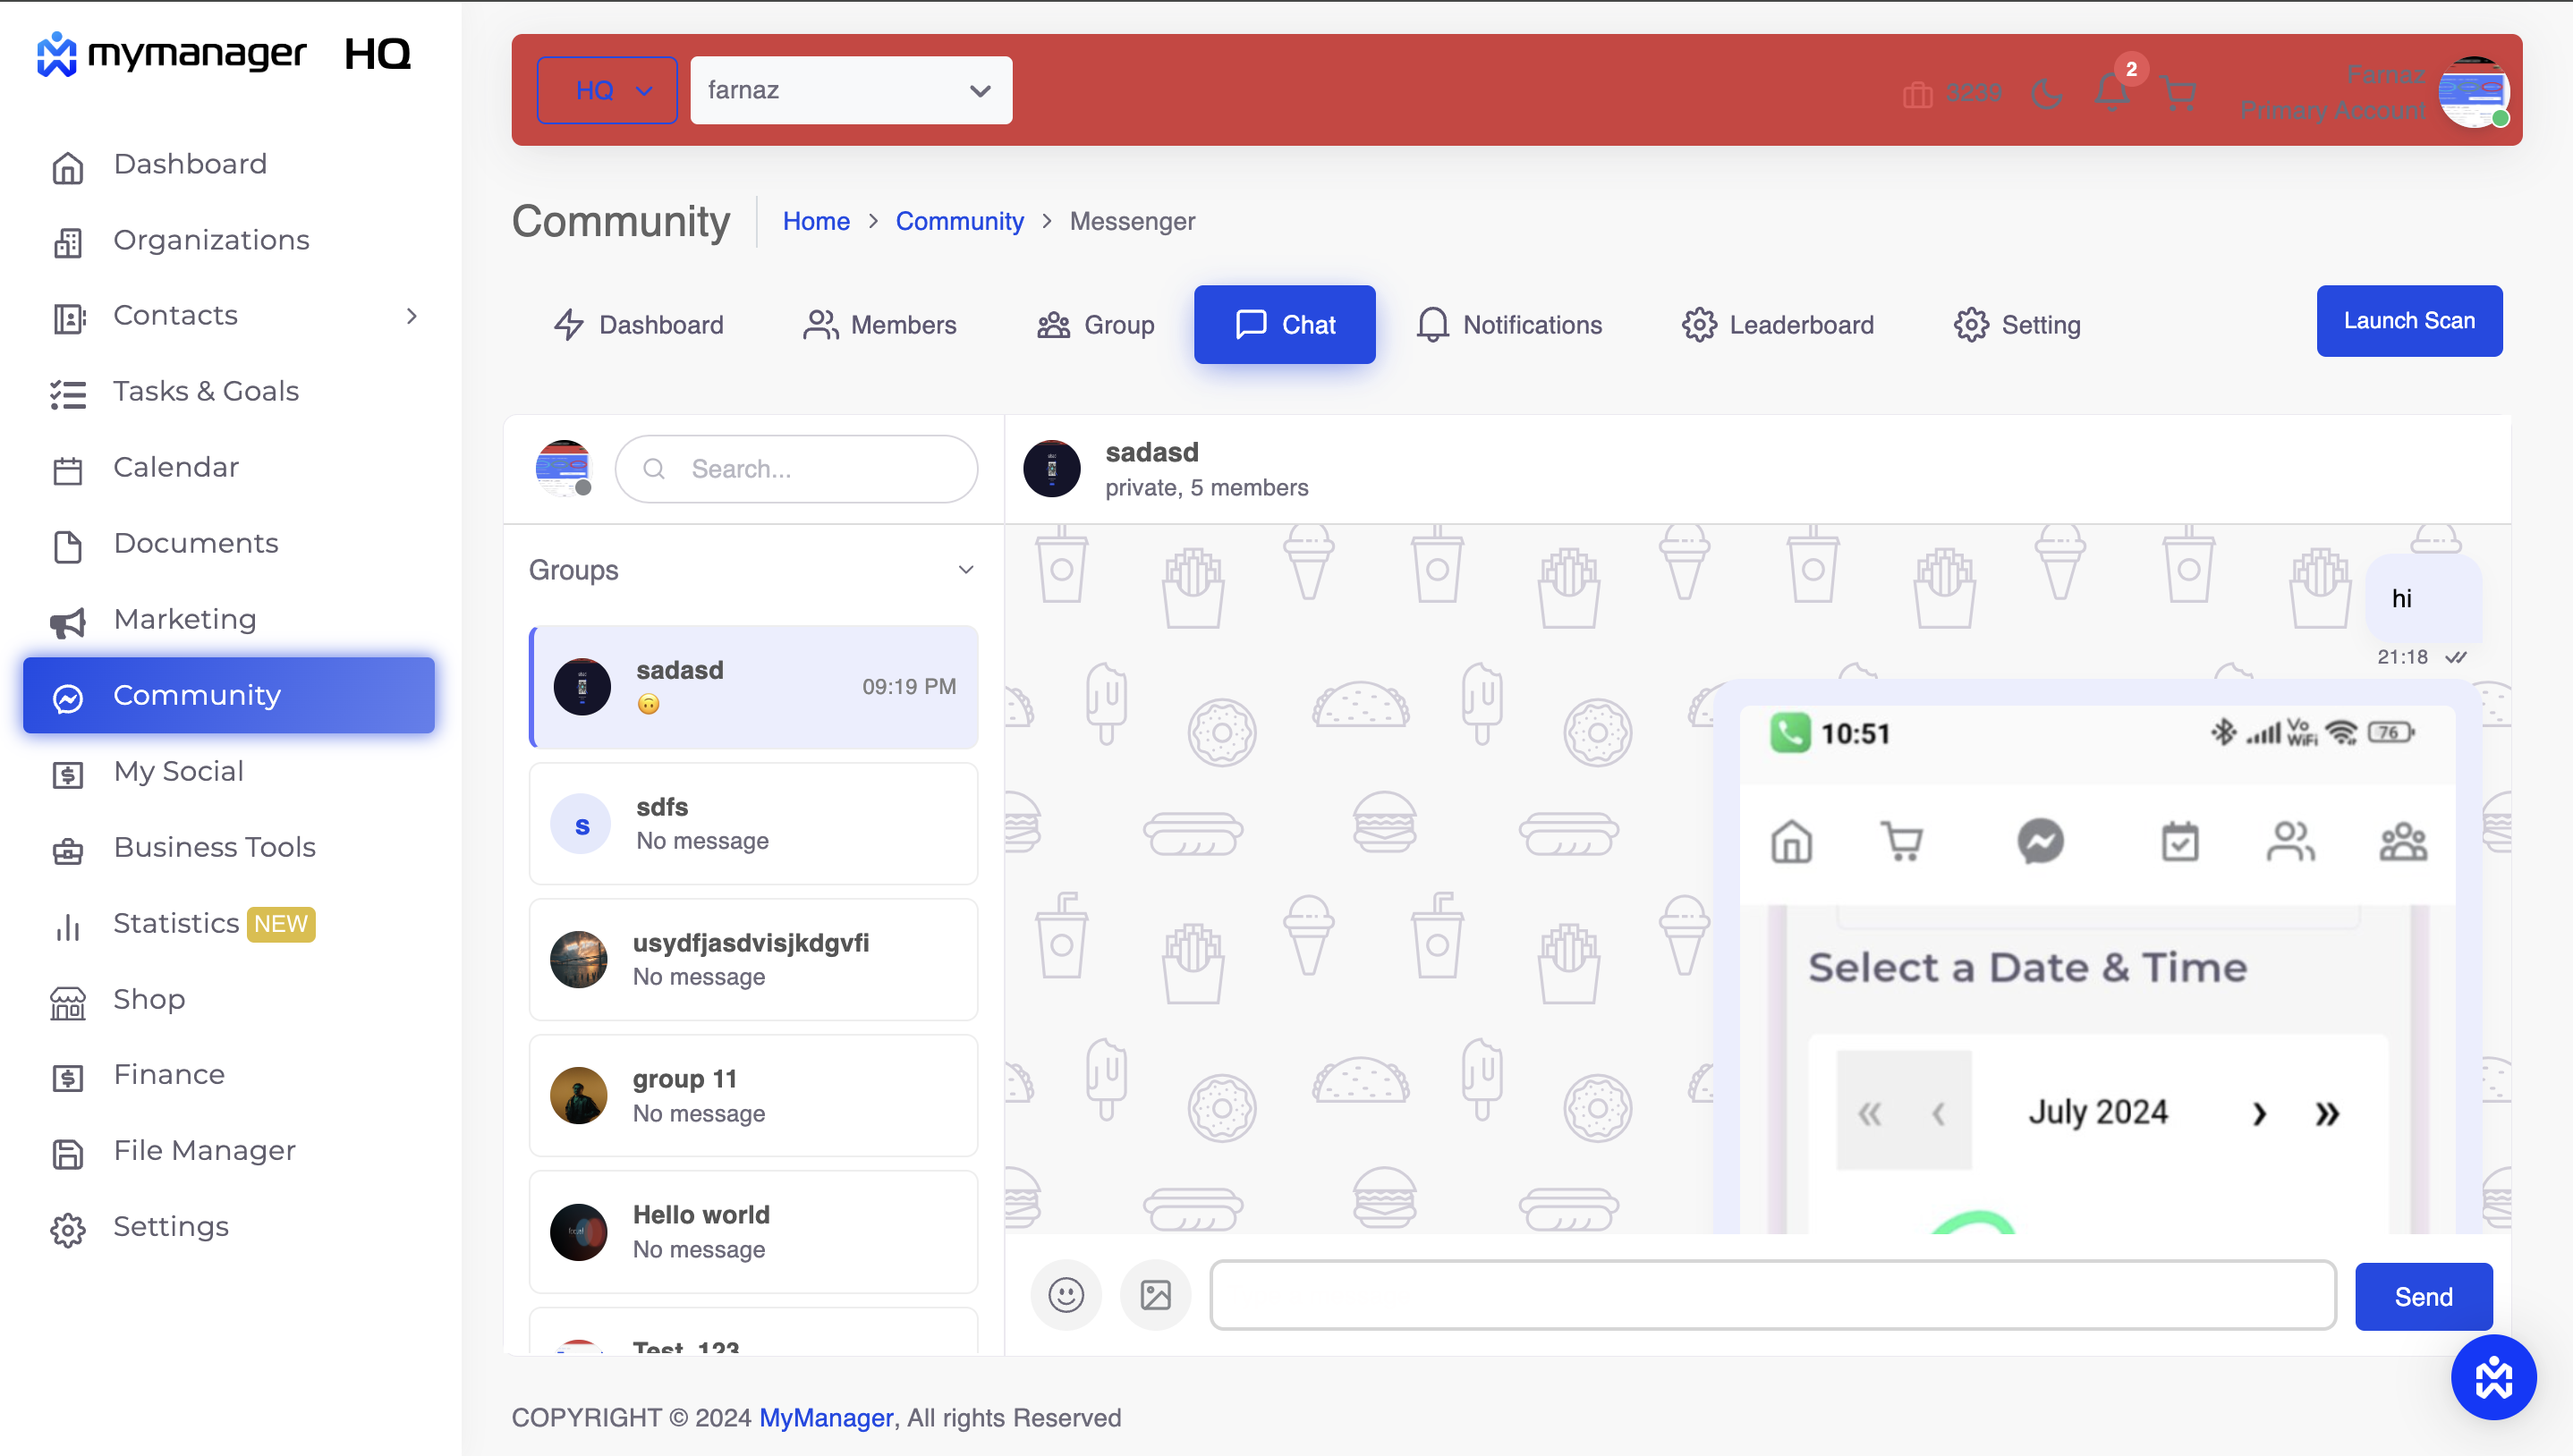 mymanager HQ
HQ
farnaz
3239
2
Farnaz
Primary Account
Dashboard
Organizations
Contacts
Tasks & Goals
Calendar
Documents
Marketing
Community
My Social
Business Tools
Statistics NEW
Shop
Finance
File Manager
Settings
Community
Home > Community > Messenger
Dashboard
Members
Group
Chat
Notifications
Leaderboard
Setting
Launch Scan
Search...
Groups
sadasd
09:19 PM
sdfs
No message
s
usydfjasdvisjkdgvfi
No message
group 11
No message
Hello world
No message
Test 123
sadasd
private, 5 members
hi
21:18
10:51
Vo
WiFi
76
Select a Date & Time
« ‹ July 2024 › »
Send
COPYRIGHT © 2024 MyManager, All rights Reserved